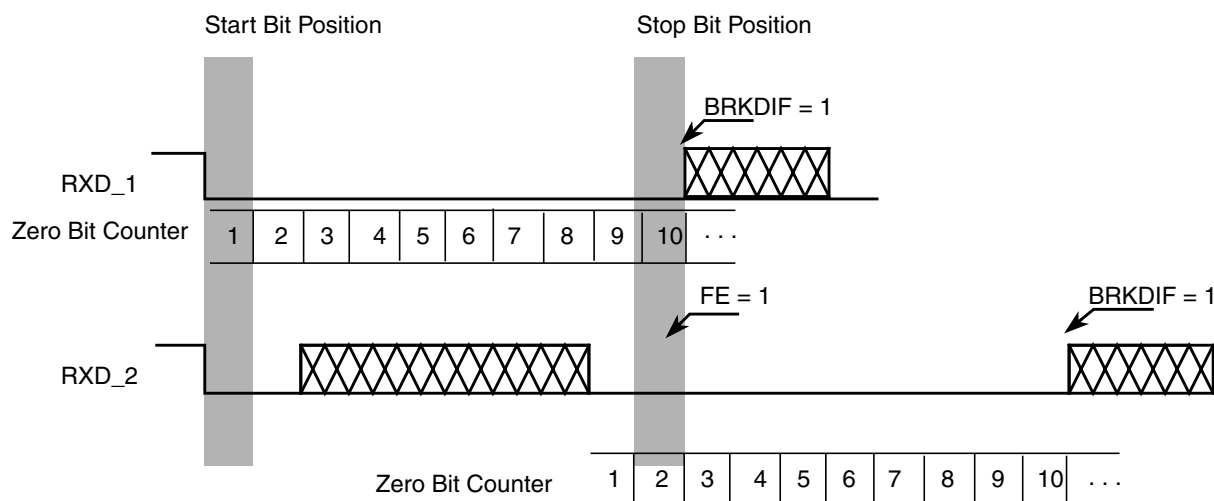 Start Bit Position Stop Bit Position
BRKDIF = 1
RXD_1
Zero Bit Counter 1 2 3 4 5 6 7 8 9 10 . . .
FE = 1 BRKDIF = 1
RXD_2
Zero Bit Counter 1 2 3 4 5 6 7 8 9 10 . . .